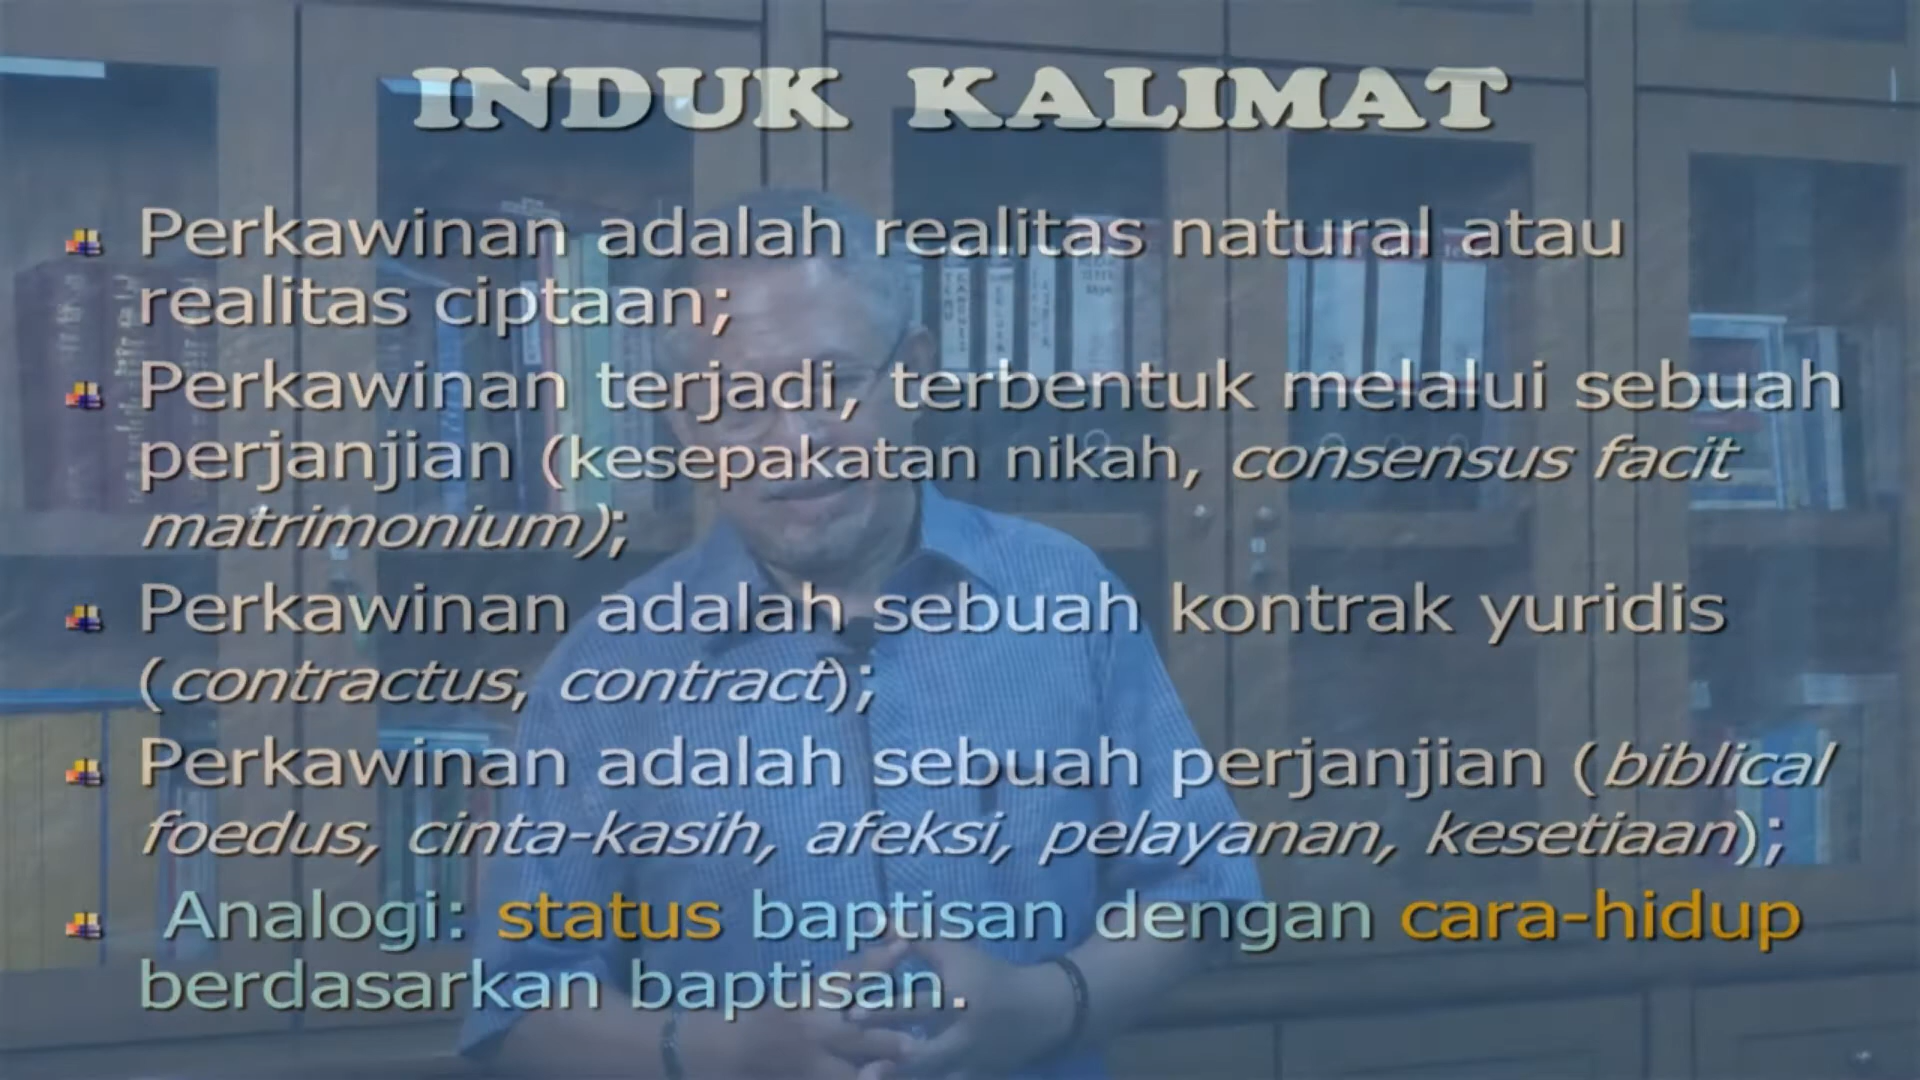 INDUK KALIMAT
Perkawinan adalah realitas natural atau
realitas ciptaan;
Perkawinan terjadi, terbentuk melalui sebuah
perjanjian (kesepakatan nikah, consensus facit
matrimonium);
Perkawinan adalah sebuah kontrak yuridis
(contractus, contract);
Perkawinan adalah sebuah perjanjian (biblical
foedus, cinta-kasih, afeksi, pelayanan, kesetiaan);
Analogi: status baptisan dengan cara-hidup
berdasarkan baptisan.